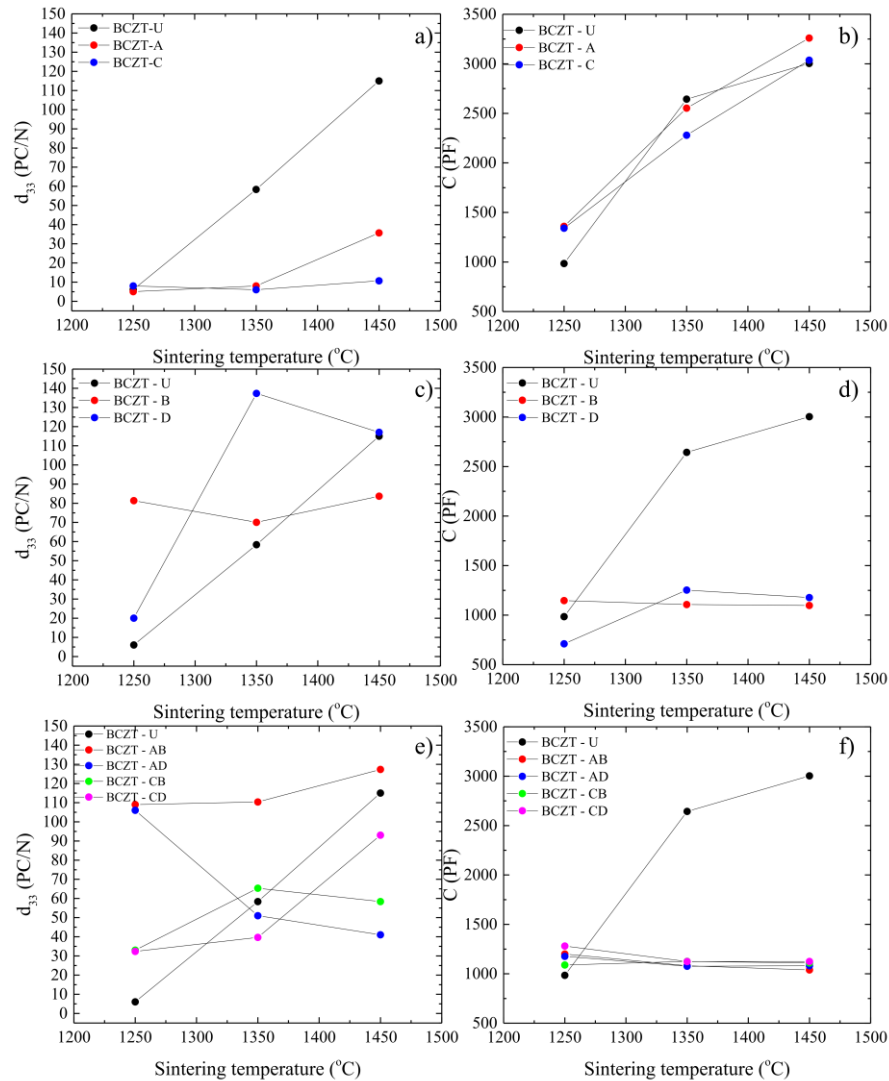 a)
BCZT-U
BCZT-A
BCZT-C
d33 (PC/N)
150
140
130
120
110
100
90
80
70
60
50
40
30
20
10
0
1200 1250 1300 1350 1400 1450 1500
Sintering temperature (oC)
b)
BCZT - U
BCZT - A
BCZT - C
C (PF)
3500
3000
2500
2000
1500
1000
500
1200 1250 1300 1350 1400 1450 1500
Sintering temperature (oC)
c)
BCZT - U
BCZT - B
BCZT - D
d33 (PC/N)
150
140
130
120
110
100
90
80
70
60
50
40
30
20
10
0
1200 1250 1300 1350 1400 1450 1500
Sintering temperature (oC)
d)
BCZT - U
BCZT - B
BCZT - D
C (PF)
3500
3000
2500
2000
1500
1000
500
1200 1250 1300 1350 1400 1450 1500
Sintering temperature (oC)
e)
BCZT - U
BCZT - AB
BCZT - AD
BCZT - CB
BCZT - CD
d33 (PC/N)
150
140
130
120
110
100
90
80
70
60
50
40
30
20
10
0
1200 1250 1300 1350 1400 1450 1500
Sintering temperature (oC)
f)
BCZT - U
BCZT - AB
BCZT - AD
BCZT - CB
BCZT - CD
C (PF)
3500
3000
2500
2000
1500
1000
500
1200 1250 1300 1350 1400 1450 1500
Sintering temperature (oC)